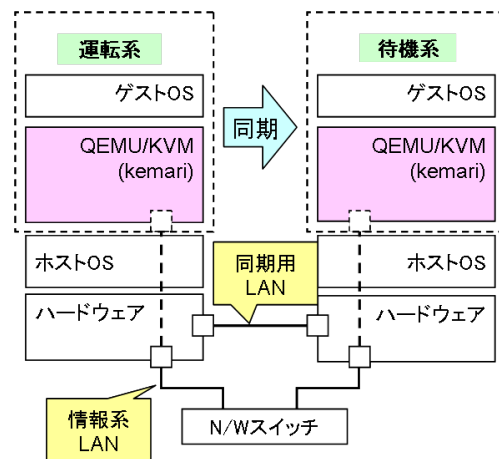 運転系
待機系
ゲストOS
ゲストOS
同期
QEMU/KVM
(kemari)
QEMU/KVM
(kemari)
ホストOS
同期用
LAN
ホストOS
ハードウェア
ハードウェア
情報系
LAN
N/Wスイッチ